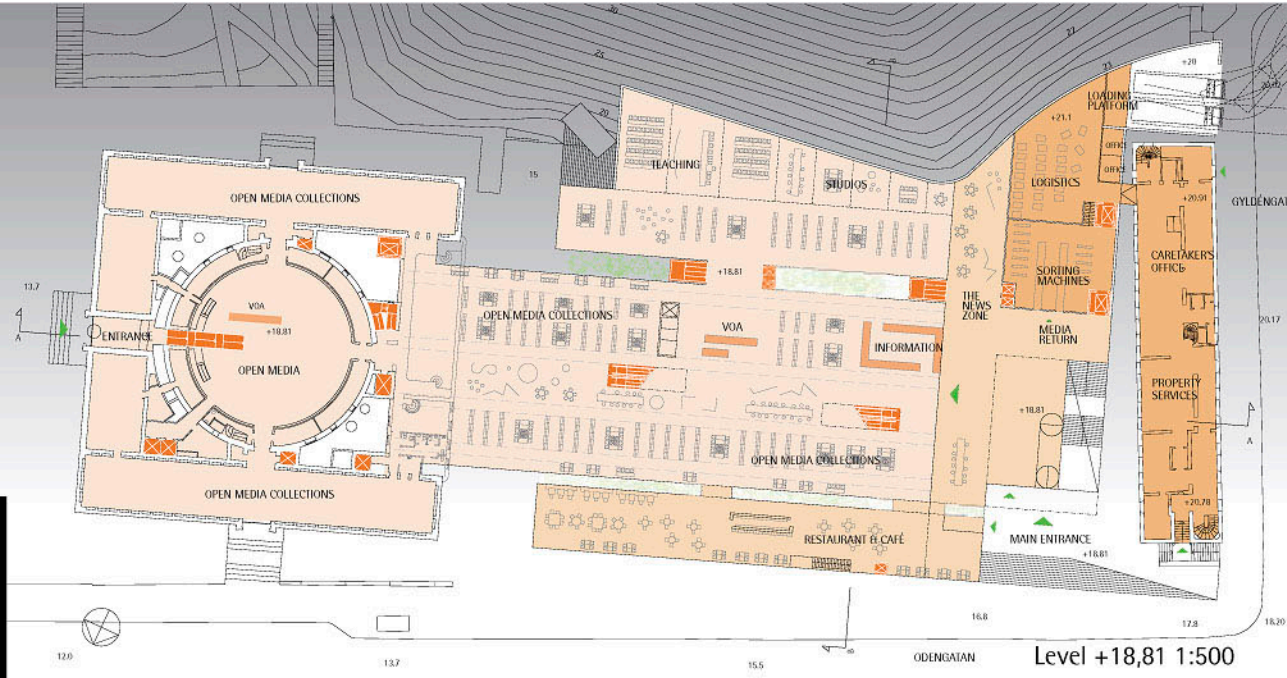 30
27
25
23
20
+20
LOADING
PLATFORM
+21.1
OFFICE
OFFICE
TEACHING
STUDIOS
LOGISTICS
15
OPEN MEDIA COLLECTIONS
+20.91
+18.81
CARETAKER'S
OFFICE
SORTING
MACHINES
13.7
A
ENTRANCE
VOA
+18.81
OPEN MEDIA
OPEN MEDIA COLLECTIONS
VOA
INFORMATION
THE
NEWS
ZONE
MEDIA
RETURN
20.17
PROPERTY
SERVICES
+18,81
A
OPEN MEDIA COLLECTIONS
OPEN MEDIA COLLECTIONS
+20.78
RESTAURANT & CAFÉ
MAIN ENTRANCE
+18.81
16.8
17.8
18.20
12.0
13.7
15.5
B
ODENGATAN
Level +18,81 1:500